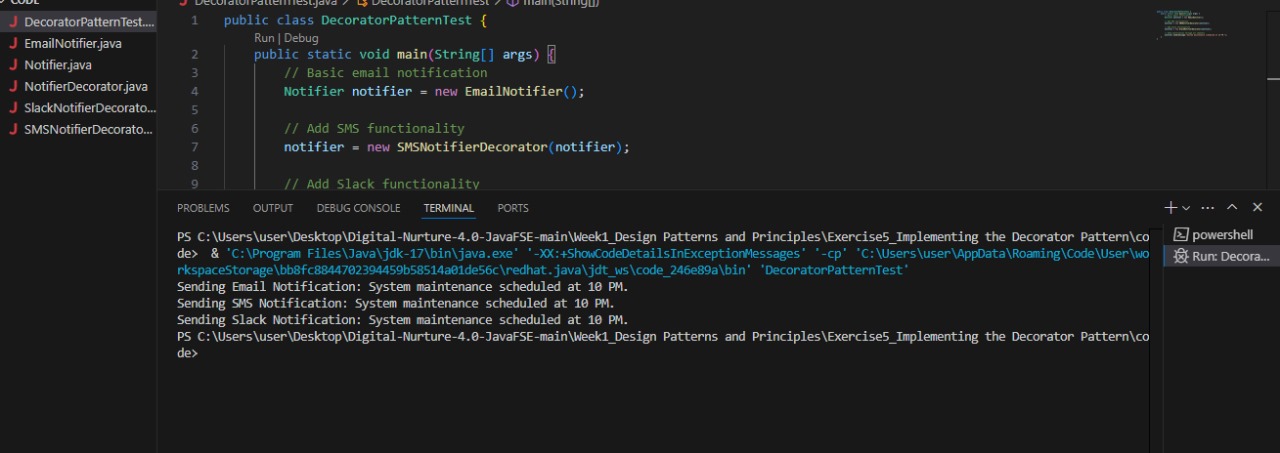 CODE
DecoratorPatternTest.java > DecoratorPatternTest > main(String[])
DecoratorPatternTest....
EmailNotifier.java
Notifier.java
NotifierDecorator.java
SlackNotifierDecorato...
SMSNotifierDecorato...
1 public class DecoratorPatternTest {
Run | Debug
2 public static void main(String[] args) {
3 // Basic email notification
4 Notifier notifier = new EmailNotifier();
5
6 // Add SMS functionality
7 notifier = new SMSNotifierDecorator(notifier);
8
9 // Add Slack functionality
PROBLEMS OUTPUT DEBUG CONSOLE TERMINAL PORTS
PS C:\Users\user\Desktop\Digital-Nurture-4.0-JavaFSE-main\Week1_Design Patterns and Principles\Exercise5_Implementing the Decorator Pattern\co
de> & 'C:\Program Files\Java\jdk-17\bin\java.exe' '-XX:+ShowCodeDetailsInExceptionMessages' '-cp' 'C:\Users\user\AppData\Roaming\Code\User\wo
rkspaceStorage\bb8fc8844702394459b58514a01de56c\redhat.java\jdt_ws\code_246e89a\bin' 'DecoratorPatternTest'
Sending Email Notification: System maintenance scheduled at 10 PM.
Sending SMS Notification: System maintenance scheduled at 10 PM.
Sending Slack Notification: System maintenance scheduled at 10 PM.
PS C:\Users\user\Desktop\Digital-Nurture-4.0-JavaFSE-main\Week1_Design Patterns and Principles\Exercise5_Implementing the Decorator Pattern\co
de>
powershell
Run: Decora...